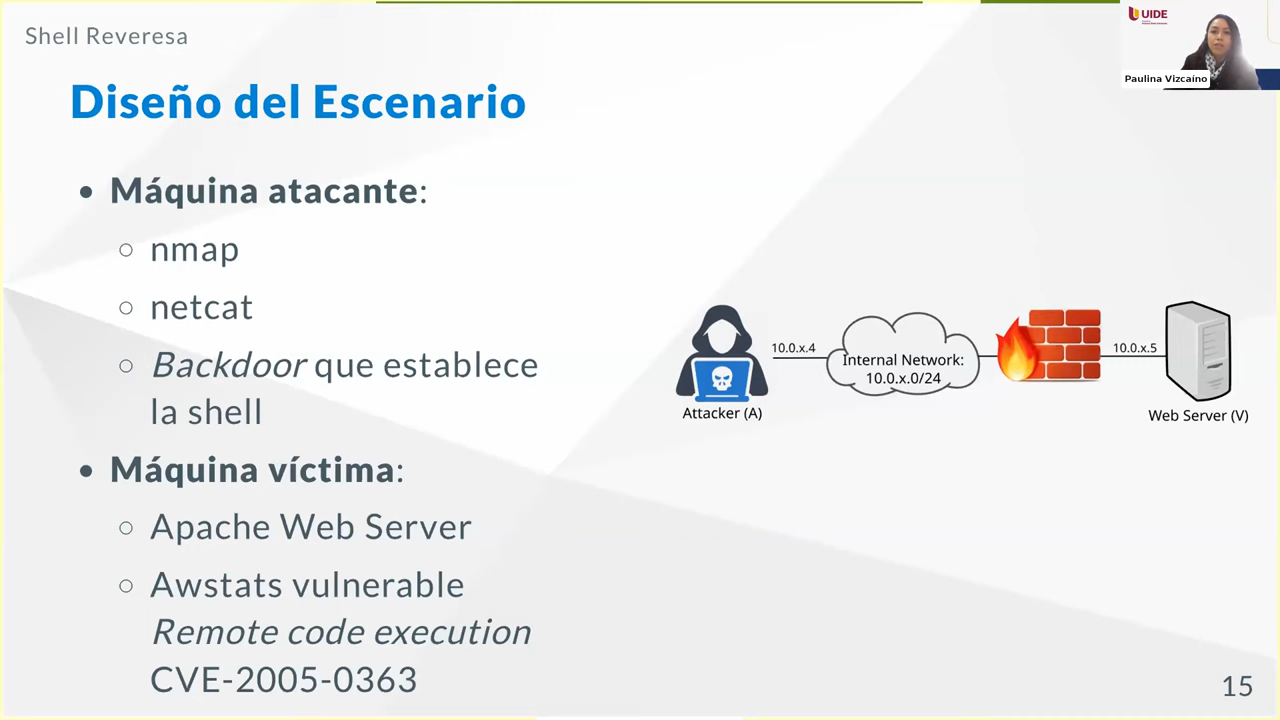 Shell Reveresa
UIDE
Paulina Vizcaíno
Diseño del Escenario
• Máquina atacante:
○ nmap
○ netcat
○ Backdoor que establece
la shell
• Máquina víctima:
○ Apache Web Server
○ Awstats vulnerable
Remote code execution
CVE-2005-0363
10.0.x.4
Internal Network:
10.0.x.0/24
10.0.x.5
Attacker (A)
Web Server (V)
15